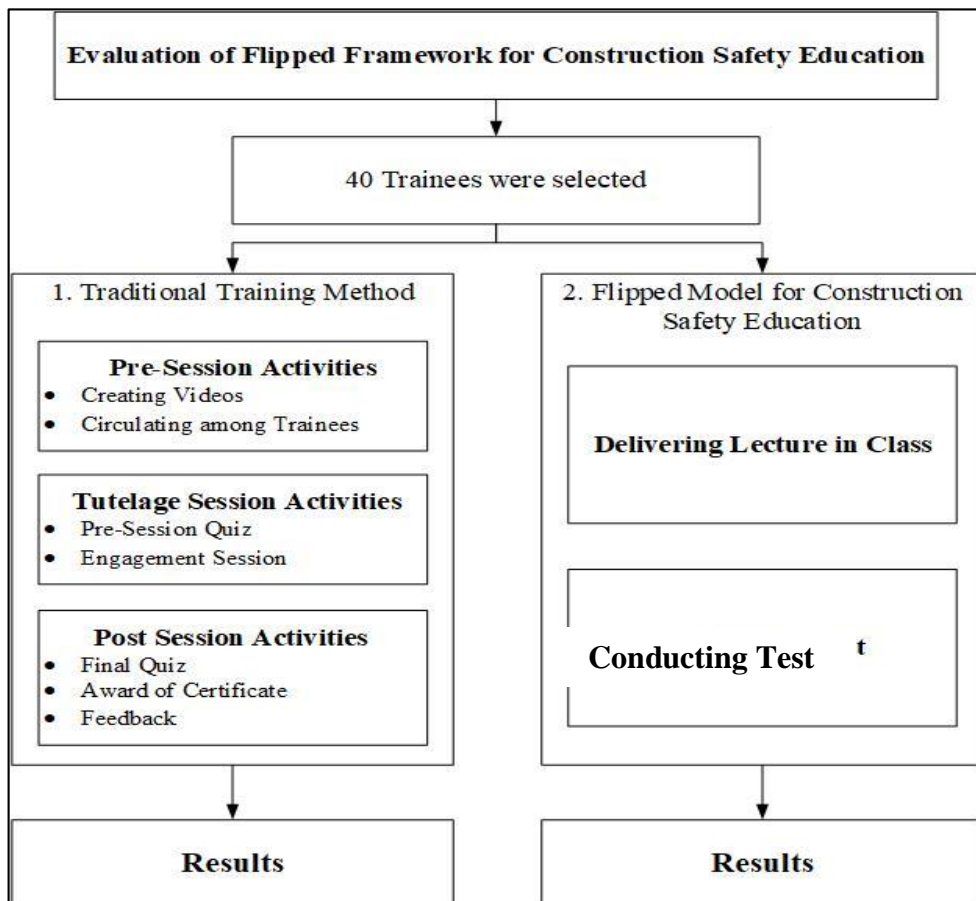 Evaluation of Flipped Framework for Construction Safety Education
40 Trainees were selected
1. Traditional Training Method
Pre-Session Activities
• Creating Videos
• Circulating among Trainees
Tutelage Session Activities
• Pre-Session Quiz
• Engagement Session
Post Session Activities
• Final Quiz
• Award of Certificate
• Feedback
Results
2. Flipped Model for Construction
Safety Education
Delivering Lecture in Class
Conducting Test t
Results